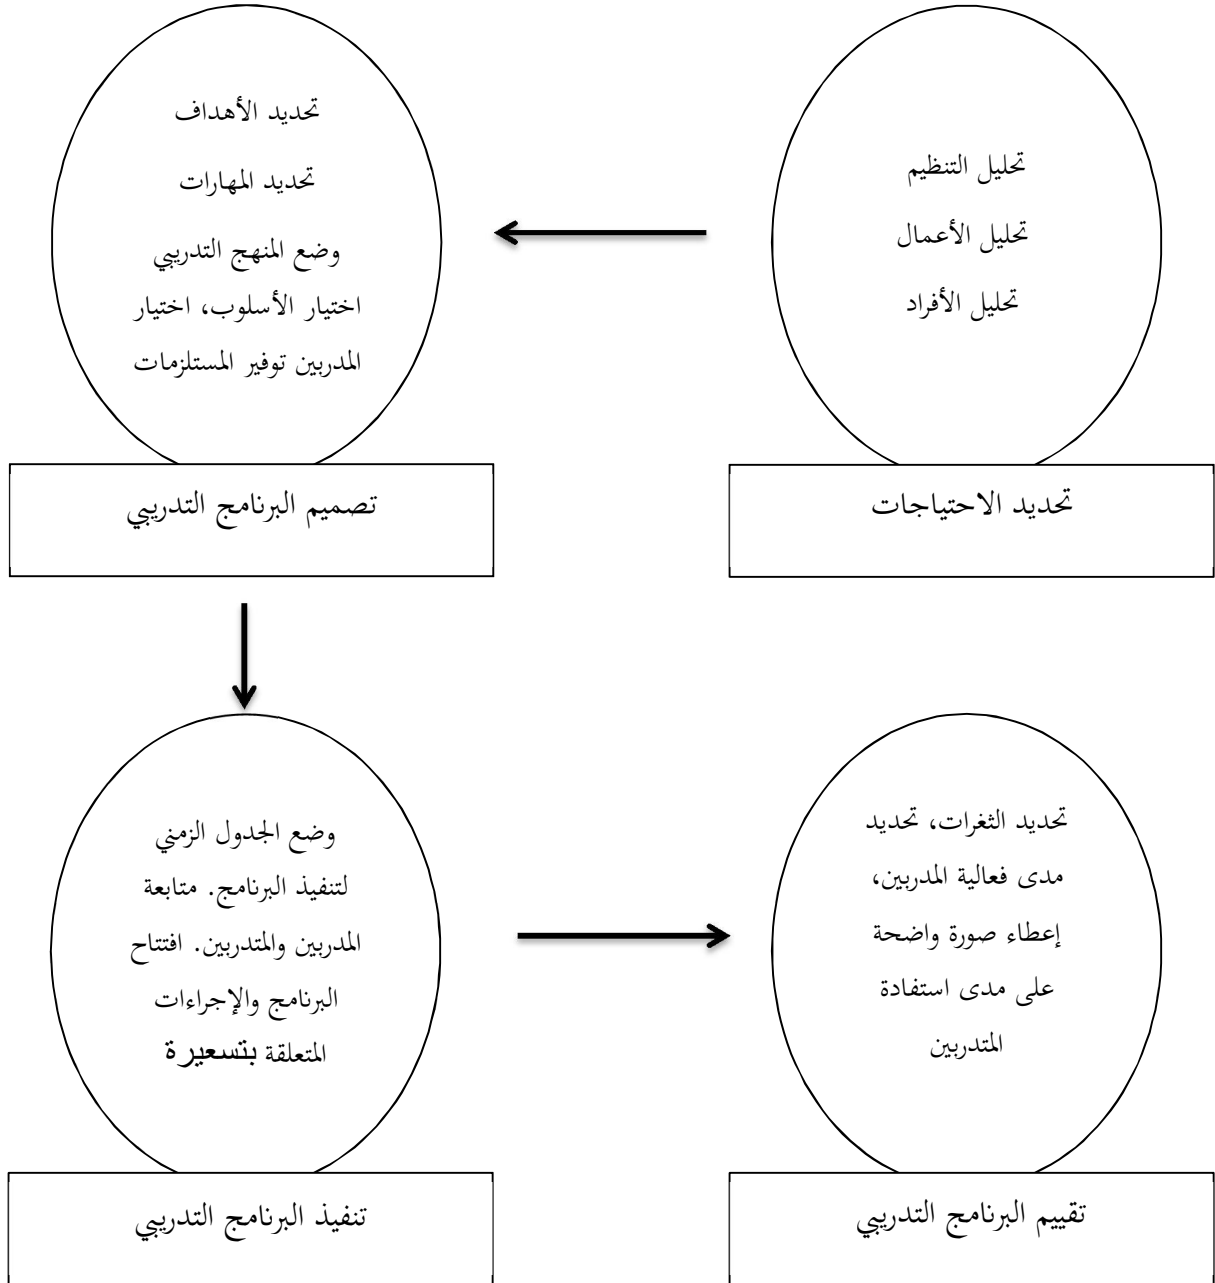 تحليل التنظيم
تحليل الأعمال
تحليل الأفراد
تحديد الاحتياجات
تحديد الأهداف
تحديد المهارات
وضع المنهج التدريبي
اختيار الأسلوب، اختيار
المدربين توفير المستلزمات
تصميم البرنامج التدريبي
وضع الجدول الزمني
لتنفيذ البرنامج. متابعة
المدربين والمتدربين. افتتاح
البرنامج والإجراءات
المتعلقة بتسعيرة
تنفيذ البرنامج التدريبي
تحديد الثغرات، تحديد
مدى فعالية المدربين،
إعطاء صورة واضحة
على مدى استفادة
المتدربين
تقييم البرنامج التدريبي